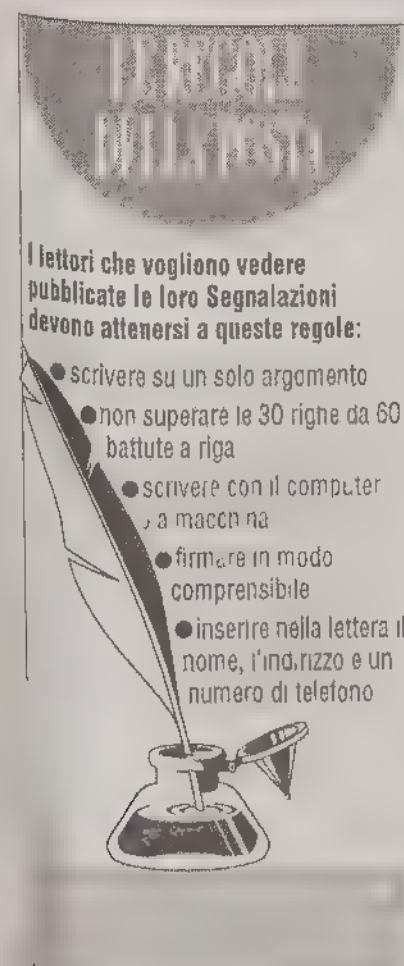 I lettori che vogliono vedere
pubblicate le loro Segnalazioni
devono attenersi a queste regole:
● scrivere su un solo argomento
● non superare le 30 righe da 60
battute a riga
● scrivere con il computer
o a macchina
● firmare in modo
comprensibile
● inserire nella lettera il
nome, l'indirizzo e un
numero di telefono